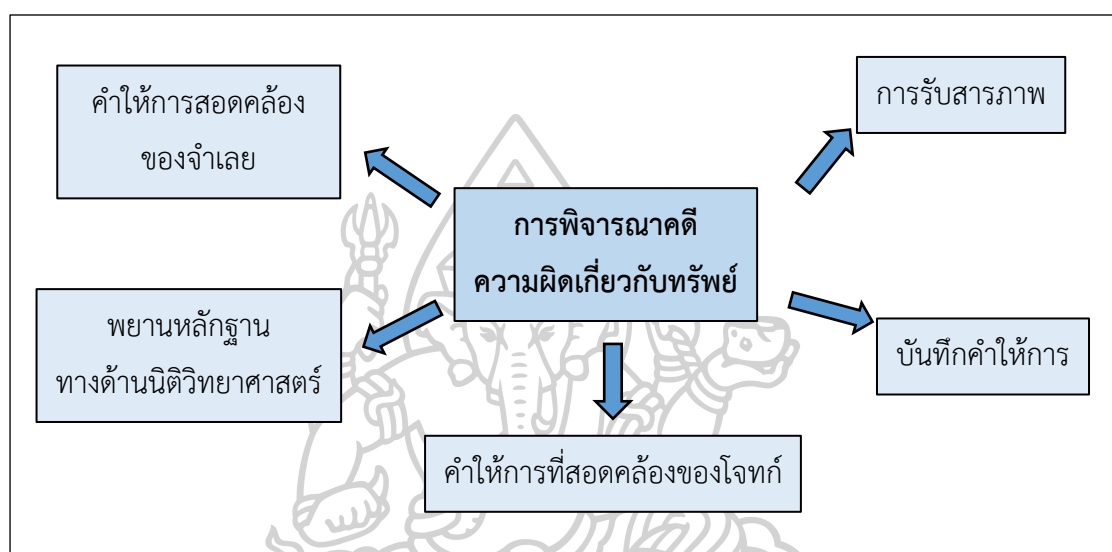 คำให้การสอดคล้อง
ของจำเลย
การรับสารภาพ
การพิจารณาคดี
ความผิดเกี่ยวกับทรัพย์
พยานหลักฐาน
ทางด้านนิติวิทยาศาสตร์
บันทึกคำให้การ
คำให้การที่สอดคล้องของโจทก์